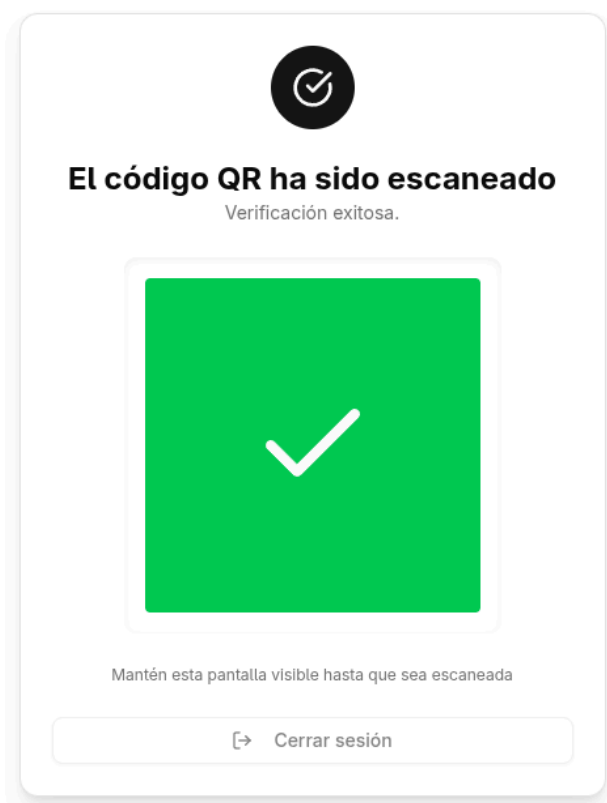 El código QR ha sido escaneado
Verificación exitosa.
Mantén esta pantalla visible hasta que sea escaneada
Cerrar sesión